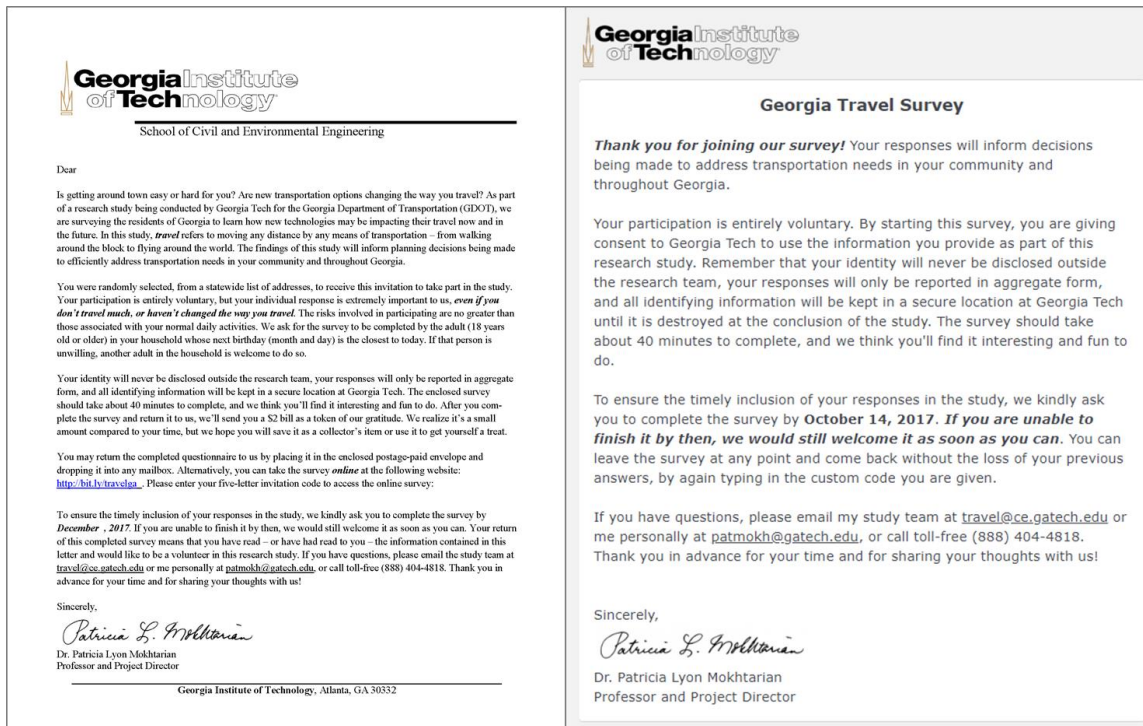 Georgia Institute
of Technology
School of Civil and Environmental Engineering
Dear
Is getting around town easy or hard for you? Are new transportation options changing the way you travel? As part
of a research study being conducted by Georgia Tech for the Georgia Department of Transportation (GDOT), we
are surveying the residents of Georgia to learn how new technologies may be impacting their travel now and in
the future. In this study, travel refers to moving any distance by any means of transportation – from walking
around the block to flying around the world. The findings of this study will inform planning decisions being made
to efficiently address transportation needs in your community and throughout Georgia.
You were randomly selected, from a statewide list of addresses, to receive this invitation to take part in the study.
Your participation is entirely voluntary, but your individual response is extremely important to us, even if you
don't travel much, or haven't changed the way you travel. The risks involved in participating are no greater than
those associated with your normal daily activities. We ask for the survey to be completed by the adult (18 years
old or older) in your household whose next birthday (month and day) is the closest to today. If that person is
unwilling, another adult in the household is welcome to do so.
Your identity will never be disclosed outside the research team, your responses will only be reported in aggregate
form, and all identifying information will be kept in a secure location at Georgia Tech. The enclosed survey
should take about 40 minutes to complete, and we think you'll find it interesting and fun to do. After you com-
plete the survey and return it to us, we'll send you a $2 bill as a token of our gratitude. We realize it's a small
amount compared to your time, but we hope you will save it as a collector's item or use it to get yourself a treat.
You may return the completed questionnaire to us by placing it in the enclosed postage-paid envelope and
dropping it into any mailbox. Alternatively, you can take the survey online at the following website:
http://bit.ly/travelga . Please enter your five-letter invitation code to access the online survey:
To ensure the timely inclusion of your responses in the study, we kindly ask you to complete the survey by
December , 2017. If you are unable to finish it by then, we would still welcome it as soon as you can. Your return
of this completed survey means that you have read – or have had read to you – the information contained in this
letter and would like to be a volunteer in this research study. If you have questions, please email the study team at
travel@ce.gatech.edu or me personally at patmokh@gatech.edu, or call toll-free (888) 404-4818. Thank you in
advance for your time and for sharing your thoughts with us!
Sincerely,
Patricia L. Mokhtarian
Dr. Patricia Lyon Mokhtarian
Professor and Project Director
Georgia Institute of Technology, Atlanta, GA 30332
Georgia Institute
of Technology
Georgia Travel Survey
Thank you for joining our survey! Your responses will inform decisions
being made to address transportation needs in your community and
throughout Georgia.
Your participation is entirely voluntary. By starting this survey, you are giving
consent to Georgia Tech to use the information you provide as part of this
research study. Remember that your identity will never be disclosed outside
the research team, your responses will only be reported in aggregate form,
and all identifying information will be kept in a secure location at Georgia Tech
until it is destroyed at the conclusion of the study. The survey should take
about 40 minutes to complete, and we think you'll find it interesting and fun to
do.
To ensure the timely inclusion of your responses in the study, we kindly ask
you to complete the survey by October 14, 2017. If you are unable to
finish it by then, we would still welcome it as soon as you can. You can
leave the survey at any point and come back without the loss of your previous
answers, by again typing in the custom code you are given.
If you have questions, please email my study team at travel@ce.gatech.edu or
me personally at patmokh@gatech.edu, or call toll-free (888) 404-4818.
Thank you in advance for your time and for sharing your thoughts with us!
Sincerely,
Patricia L. Mokhtarian
Dr. Patricia Lyon Mokhtarian
Professor and Project Director